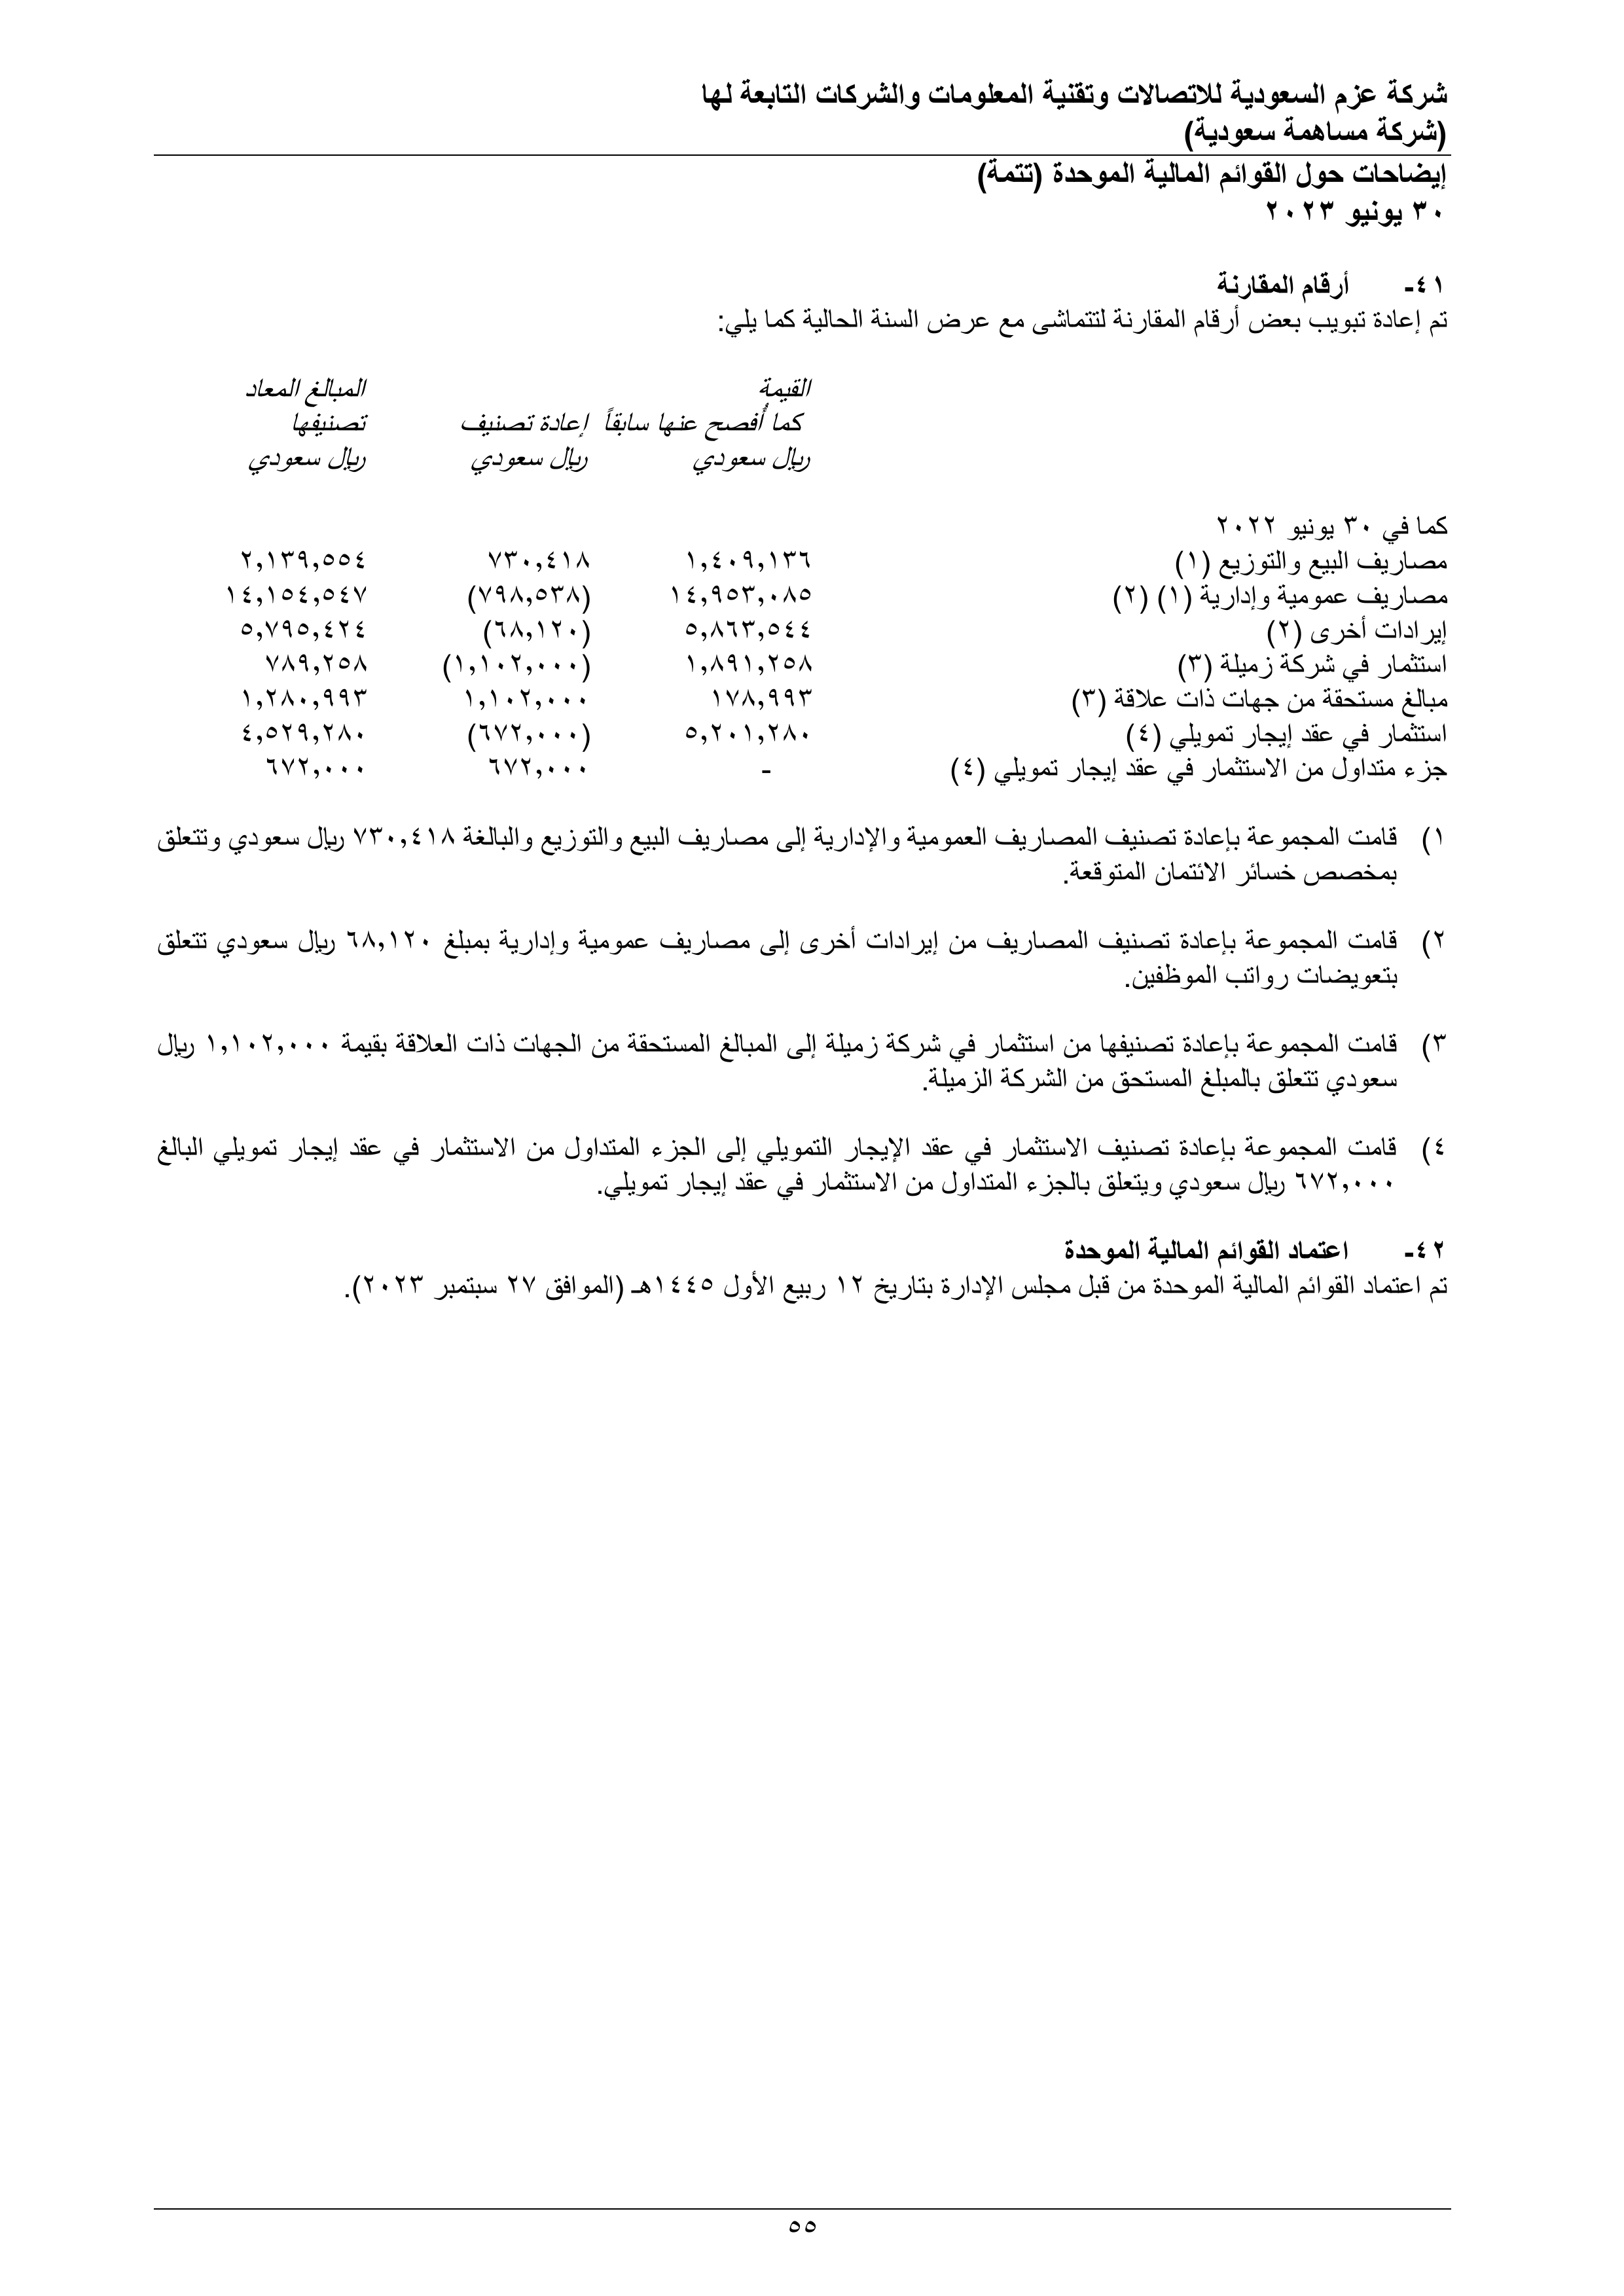 شركة عزم السعودية للاتصالات وتقنية المعلومات والشركات التابعة لها
(شركة مساهمة سعودية)
إيضاحات حول القوائم المالية الموحدة (تتمة)
٣٠ يونيو ٢٠٢٣
٤١- أرقام المقارنة
تم إعادة تبويب بعض أرقام المقارنة لتتماشى مع عرض السنة الحالية كما يلي:
القيمة المبالغ المعاد
كما أُفصح عنها سابقاً إعادة تصنيف تصنيفها
ريال سعودي ريال سعودي ريال سعودي
كما في ٣٠ يونيو ٢٠٢٢
مصاريف البيع والتوزيع (١) ١,٤٠٩,١٣٦ ٧٣٠,٤١٨ ٢,١٣٩,٥٥٤
مصاريف عمومية وإدارية (١) (٢) ١٤,٩٥٣,٠٨٥ (٧٩٨,٥٣٨) ١٤,١٥٤,٥٤٧
إيرادات أخرى (٢) ٥,٨٦٣,٥٤٤ (٦٨,١٢٠) ٥,٧٩٥,٤٢٤
استثمار في شركة زميلة (٣) ١,٨٩١,٢٥٨ (١,١٠٢,٠٠٠) ٧٨٩,٢٥٨
مبالغ مستحقة من جهات ذات علاقة (٣) ١٧٨,٩٩٣ ١,١٠٢,٠٠٠ ١,٢٨٠,٩٩٣
استثمار في عقد إيجار تمويلي (٤) ٥,٢٠١,٢٨٠ (٦٧٢,٠٠٠) ٤,٥٢٩,٢٨٠
جزء متداول من الاستثمار في عقد إيجار تمويلي (٤) - ٦٧٢,٠٠٠ ٦٧٢,٠٠٠
١) قامت المجموعة بإعادة تصنيف المصاريف العمومية والإدارية إلى مصاريف البيع والتوزيع والبالغة ٧٣٠,٤١٨ ريال سعودي وتتعلق
بمخصص خسائر الائتمان المتوقعة.
٢) قامت المجموعة بإعادة تصنيف المصاريف من إيرادات أخرى إلى مصاريف عمومية وإدارية بمبلغ ٦٨,١٢٠ ريال سعودي تتعلق
بتعويضات رواتب الموظفين.
٣) قامت المجموعة بإعادة تصنيفها من استثمار في شركة زميلة إلى المبالغ المستحقة من الجهات ذات العلاقة بقيمة ١,١٠٢,٠٠٠ ريال
سعودي تتعلق بالمبلغ المستحق من الشركة الزميلة.
٤) قامت المجموعة بإعادة تصنيف الاستثمار في عقد الإيجار التمويلي إلى الجزء المتداول من الاستثمار في عقد إيجار تمويلي البالغ
٦٧٢,٠٠٠ ريال سعودي ويتعلق بالجزء المتداول من الاستثمار في عقد إيجار تمويلي.
٤٢- اعتماد القوائم المالية الموحدة
تم اعتماد القوائم المالية الموحدة من قبل مجلس الإدارة بتاريخ ١٢ ربيع الأول ١٤٤٥هـ (الموافق ٢٧ سبتمبر ٢٠٢٣).
٥٥